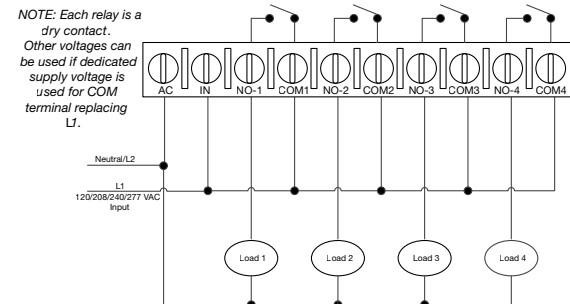 NOTE: Each relay is a
dry contact.
Other voltages can
be used if dedicated
supply voltage is
used for COM
terminal replacing
L1.
AC IN NO-1 COM1 NO-2 COM2 NO-3 COM3 NO-4 COM4
Neutral/L2
L1
120/208/240/277 VAC
Input
Load 1 Load 2 Load 3 Load 4